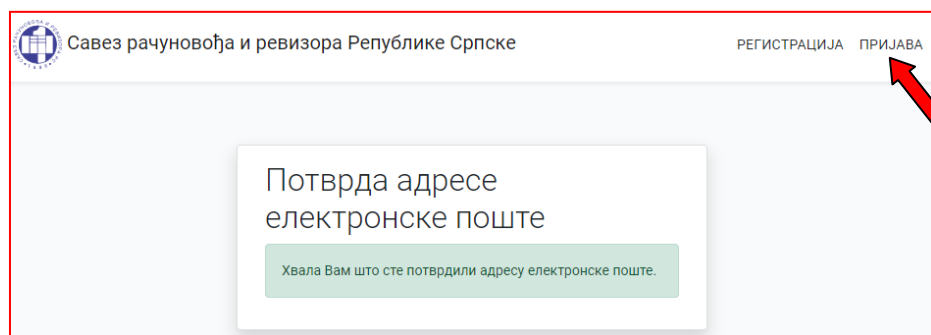 Савез рачуновођа и ревизора Републике Српске
РЕГИСТРАЦИЈА ПРИЈАВА
Потврда адресе
електронске поште
Хвала Вам што сте потврдили адресу електронске поште.